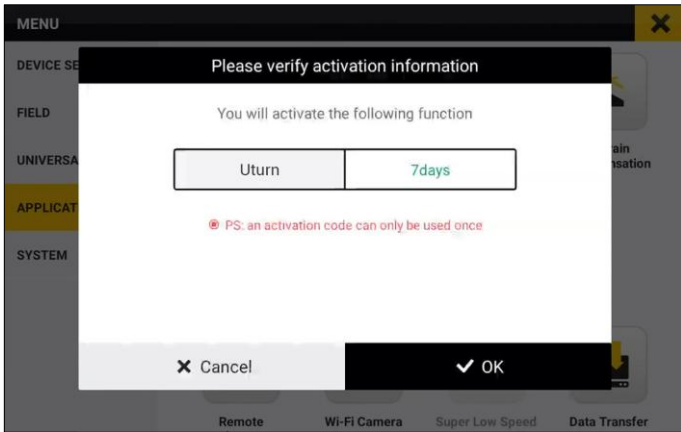 MENU
DEVICE SE
Please verify activation information
FIELD
You will activate the following function
UNIVERSA
Uturn
7days
APPLICAT
PS: an activation code can only be used once
SYSTEM
Cancel
OK
Remote
Wi-Fi Camera
Super Low Speed
Data Transfer